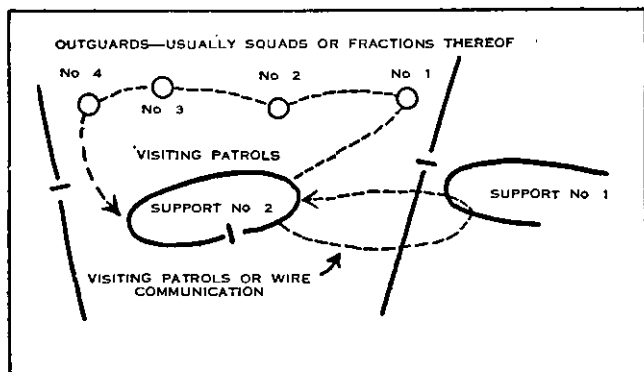 OUTGUARDS—USUALLY SQUADS OR FRACTIONS THEREOF
No 4
No 3
No 2
No 1
VISITING PATROLS
SUPPORT No 2
SUPPORT No 1
VISITING PATROLS OR WIRE
COMMUNICATION